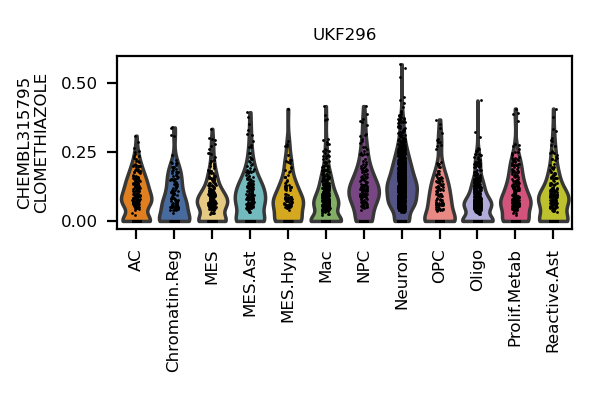 UKF296
CHEMBL315795
CLOMETHIAZOLE
0.50
0.25
0.00
AC
Chromatin.Reg
MES
MES.Ast
MES.Hyp
Mac
NPC
Neuron
OPC
Oligo
Prolif.Metab
Reactive.Ast